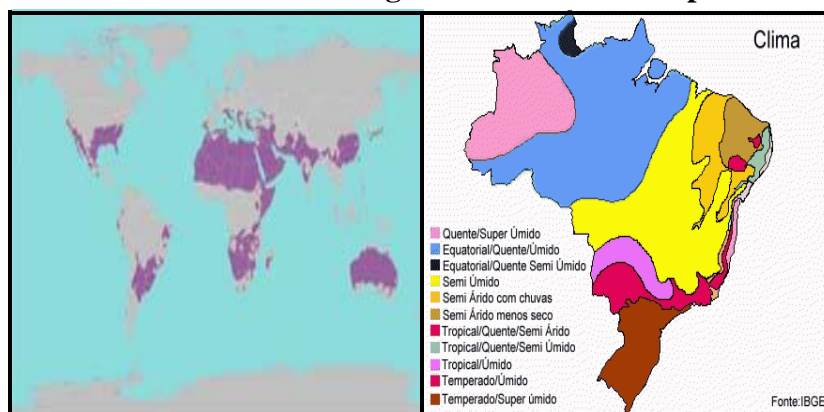 Clima
Quente/Super Úmido
Equatorial/Quente/Úmido
Equatorial/Quente Semi Úmido
Semi Úmido
Semi Árido com chuvas
Semi Árido menos seco
Tropical/Quente/Semi Árido
Tropical/Quente/Semi Úmido
Tropical/Úmido
Temperado/Úmido
Temperado/Super úmido
Fonte:IBGE